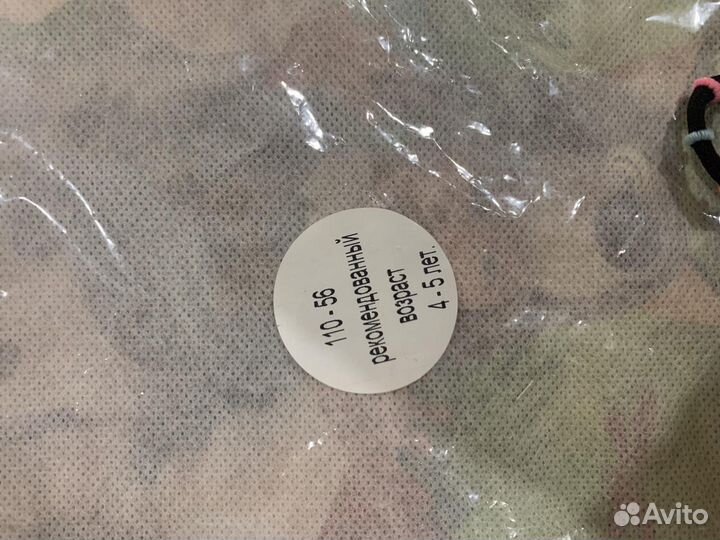 110 - 56
рекомендованный
возраст
4 - 5 лет.
Avito